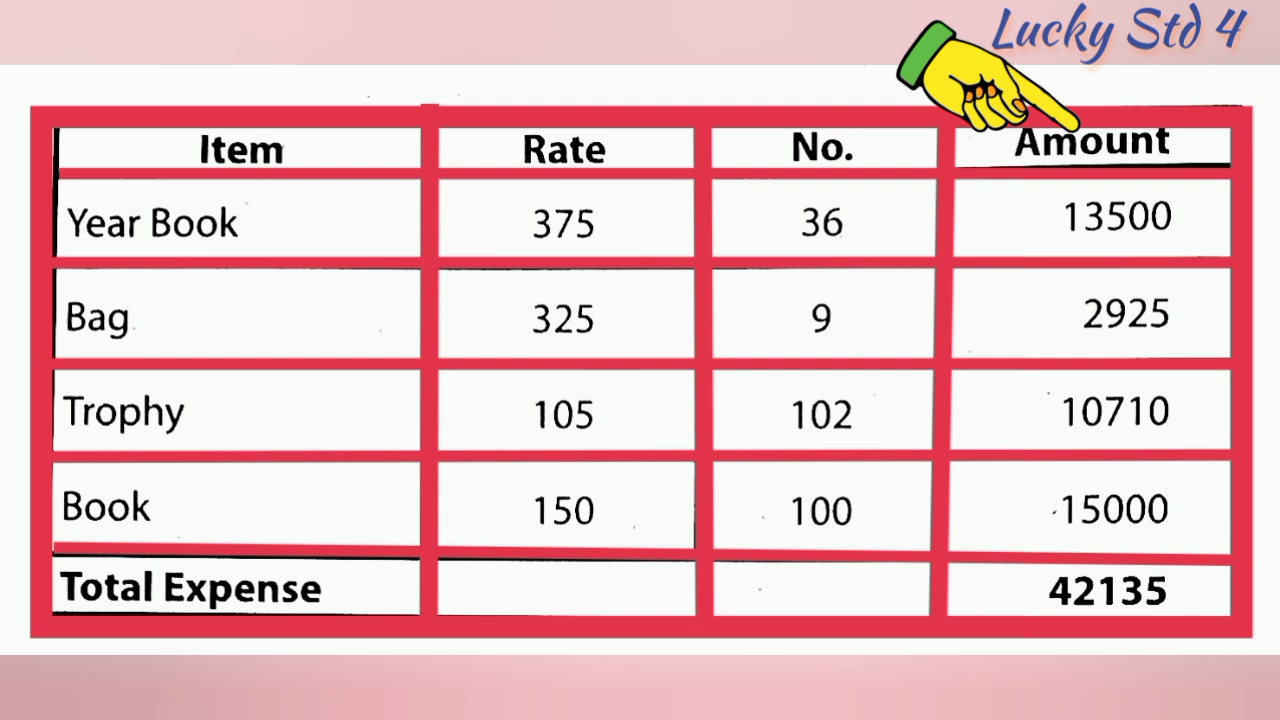 Lucky Std 4
Item Rate No. Amount
Year Book 375 36 13500
Bag 325 9 2925
Trophy 105 102 10710
Book 150 100 15000
Total Expense 42135